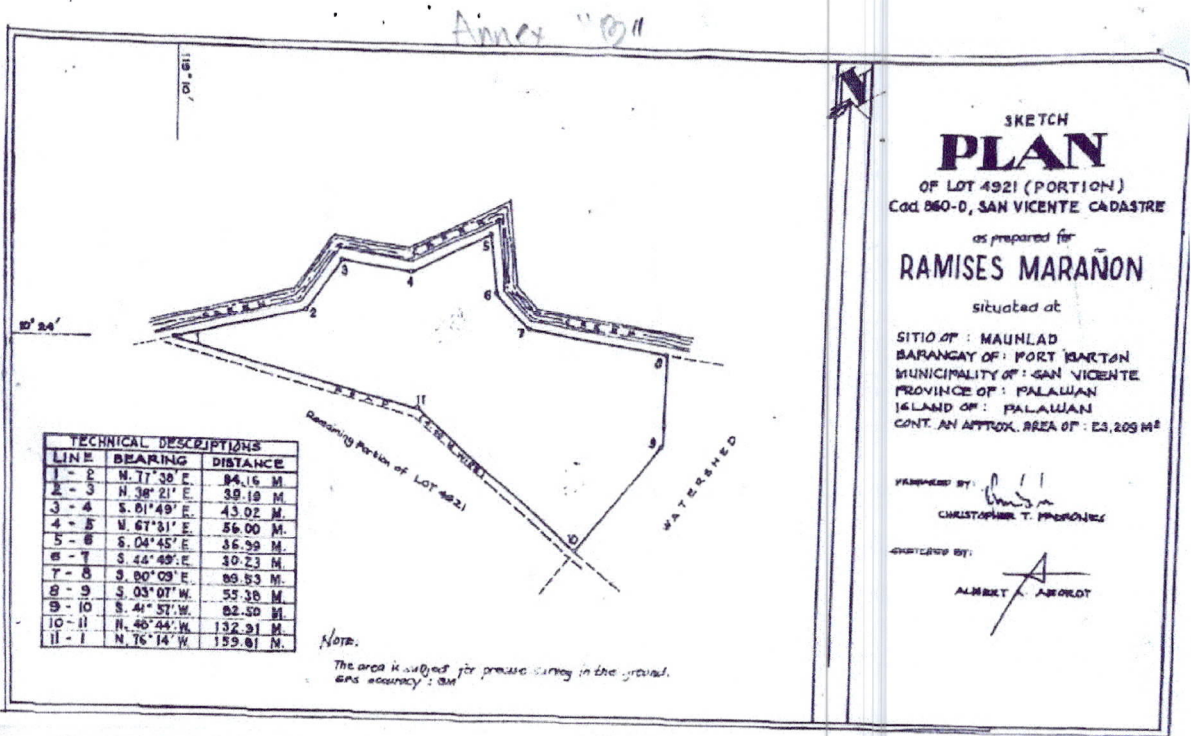 Annex "B"
119° 10'
10° 24'
CREEK
CREEK
CREEK
1
2
3
4
5
6
7
8
9
10
11
ROAD
Remaining Portion of LOT 4921
WATERSHED
TECHNICAL DESCRIPTIONS
LINE BEARING DISTANCE
1 - 2 N. 77° 38' E. 84.16 M.
2 - 3 N. 38° 21' E. 39.19 M.
3 - 4 S. 81° 49' E. 43.02 M.
4 - 5 N. 67° 31' E. 56.00 M.
5 - 6 S. 04° 45' E. 36.99 M.
6 - 7 S. 44° 49' E. 30.23 M.
7 - 8 S. 80° 09' E. 89.53 M.
8 - 9 S. 03° 07' W. 55.38 M.
9 - 10 S. 41° 57' W. 82.50 M.
10 - 11 N. 46° 44' W. 132.91 M.
11 - 1 N. 76° 14' W. 159.81 M.
NOTE.
The area is subject for precise survey in the ground.
GPS accuracy :
N
SKETCH
PLAN
OF LOT 4921 (PORTION)
Cad 860-D, SAN VICENTE CADASTRE
as prepared for
RAMISES MARAÑON
situated at
SITIO OF : MAUNLAD
BARANGAY OF : PORT BARTON
MUNICIPALITY OF : SAN VICENTE
PROVINCE OF : PALAWAN
ISLAND OF : PALAWAN
CONT. AN APPROX. AREA OF : 23,209 M²
PREPARED BY:
CHRISTOPHER T. PADRONES
SKETCHED BY:
ALBERT A.